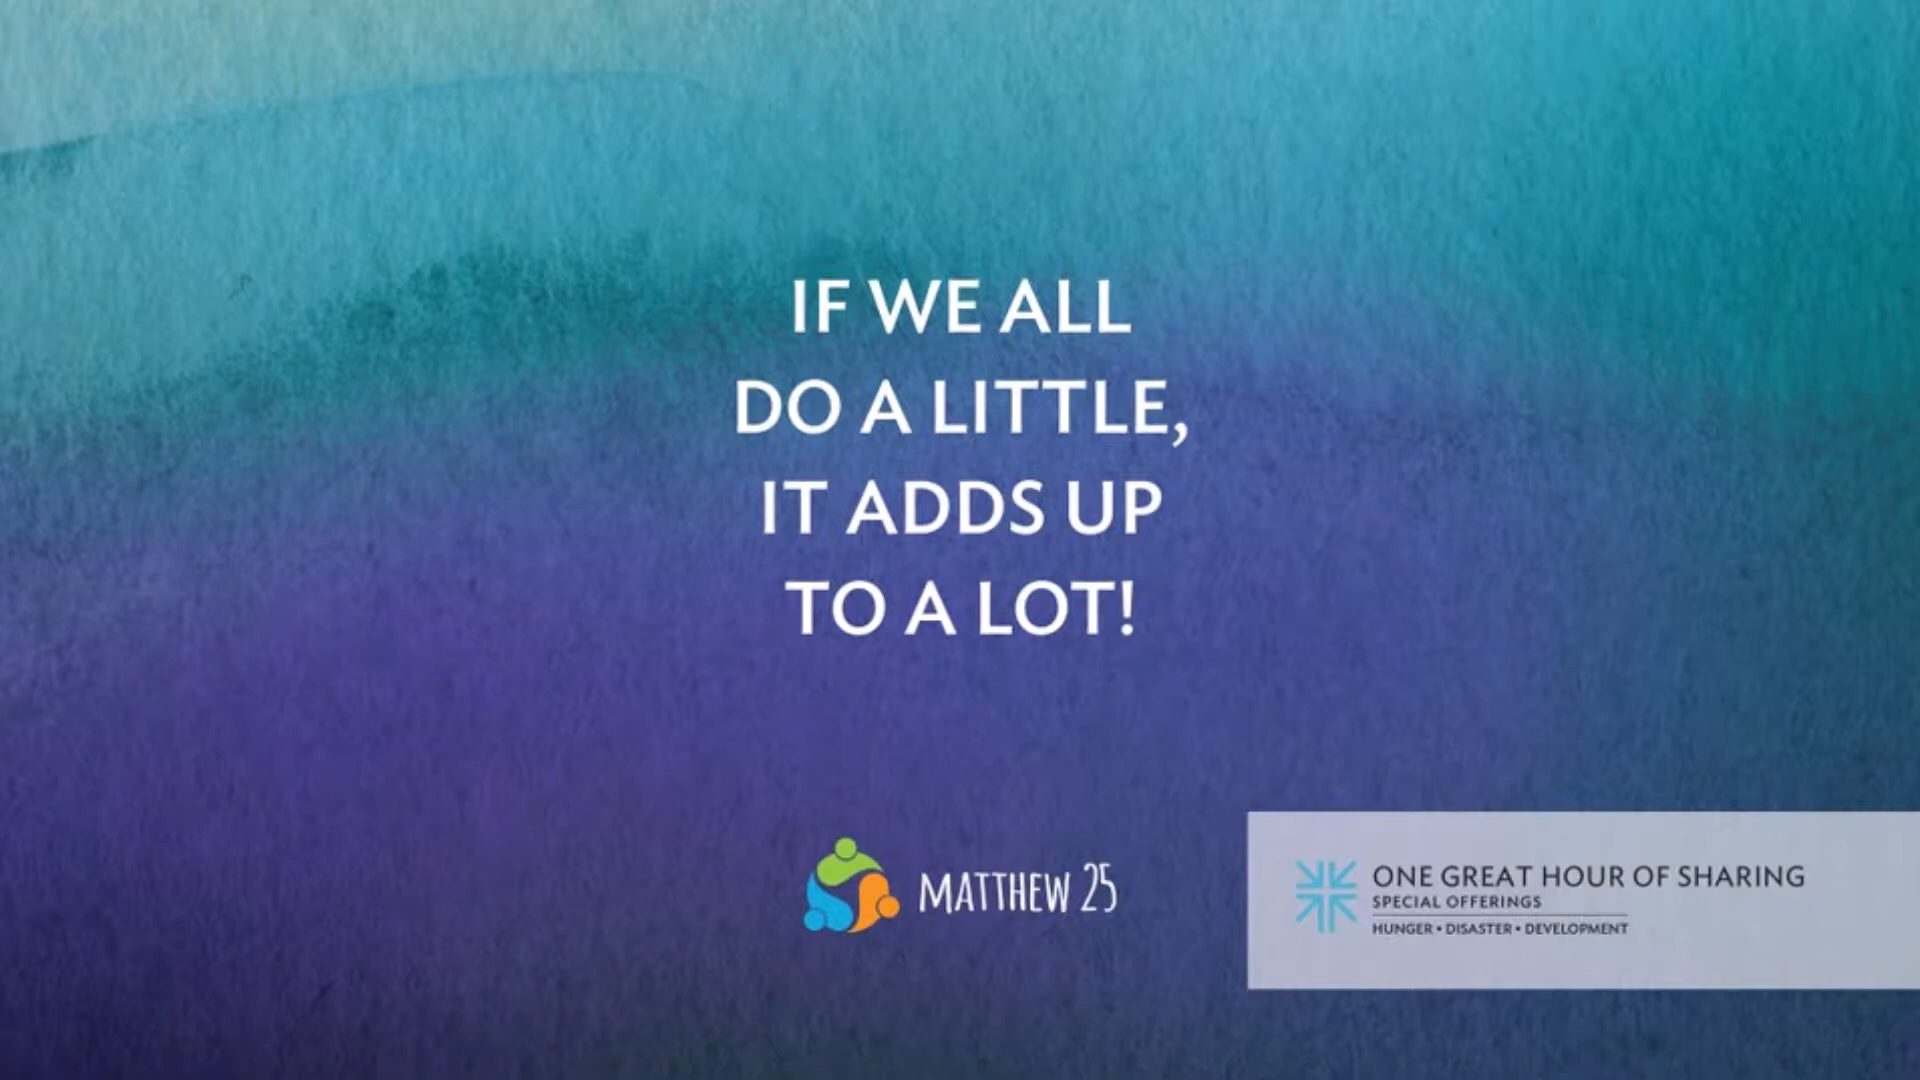 IF WE ALL
DO A LITTLE,
IT ADDS UP
TO A LOT!
MATTHEW 25
ONE GREAT HOUR OF SHARING
SPECIAL OFFERINGS
HUNGER • DISASTER • DEVELOPMENT